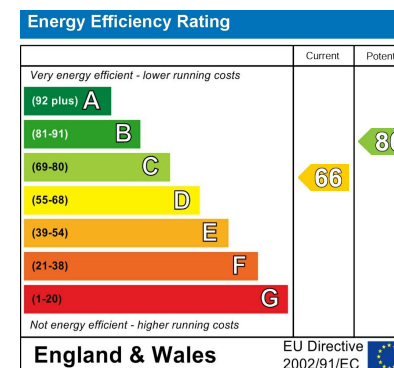 Energy Efficiency Rating
Current Potent
Very energy efficient - lower running costs
(92 plus) A
(81-91) B
(69-80) C
(55-68) D
(39-54) E
(21-38) F
(1-20) G
66
Not energy efficient - higher running costs
England & Wales
EU Directive
2002/91/EC